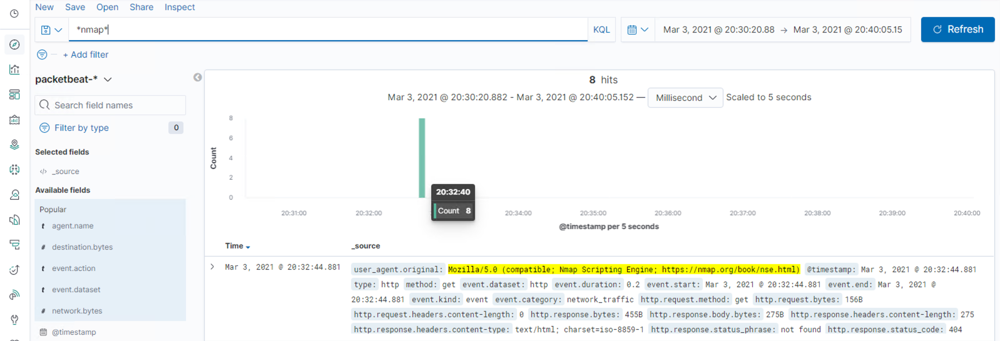 New Save Open Share Inspect
*nmap*
KQL
Mar 3, 2021 @ 20:30:20.88 → Mar 3, 2021 @ 20:40:05.15
Refresh
+ Add filter
packetbeat-*
Search field names
Filter by type 0
Selected fields
</> _source
Available fields
Popular
t agent.name
# destination.bytes
t event.action
t event.dataset
# network.bytes
@timestamp
8 hits
Mar 3, 2021 @ 20:30:20.882 - Mar 3, 2021 @ 20:40:05.152 — Millisecond Scaled to 5 seconds
Count
8
6
4
2
0
20:32:40
Count 8
20:31:00 20:32:00 20:34:00 20:35:00 20:36:00 20:37:00 20:38:00 20:39:00 20:40:00
@timestamp per 5 seconds
Time _source
Mar 3, 2021 @ 20:32:44.881
user_agent.original: Mozilla/5.0 (compatible; Nmap Scripting Engine; https://nmap.org/book/nse.html) @timestamp: Mar 3, 2021 @ 20:32:44.881
type: http method: get event.dataset: http event.duration: 0.2 event.start: Mar 3, 2021 @ 20:32:44.881 event.end: Mar 3, 2021 @
20:32:44.881 event.kind: event event.category: network_traffic http.request.method: get http.request.bytes: 156B
http.request.headers.content-length: 0 http.response.bytes: 455B http.response.body.bytes: 275B http.response.headers.content-length: 275
http.response.headers.content-type: text/html; charset=iso-8859-1 http.response.status_phrase: not found http.response.status_code: 404